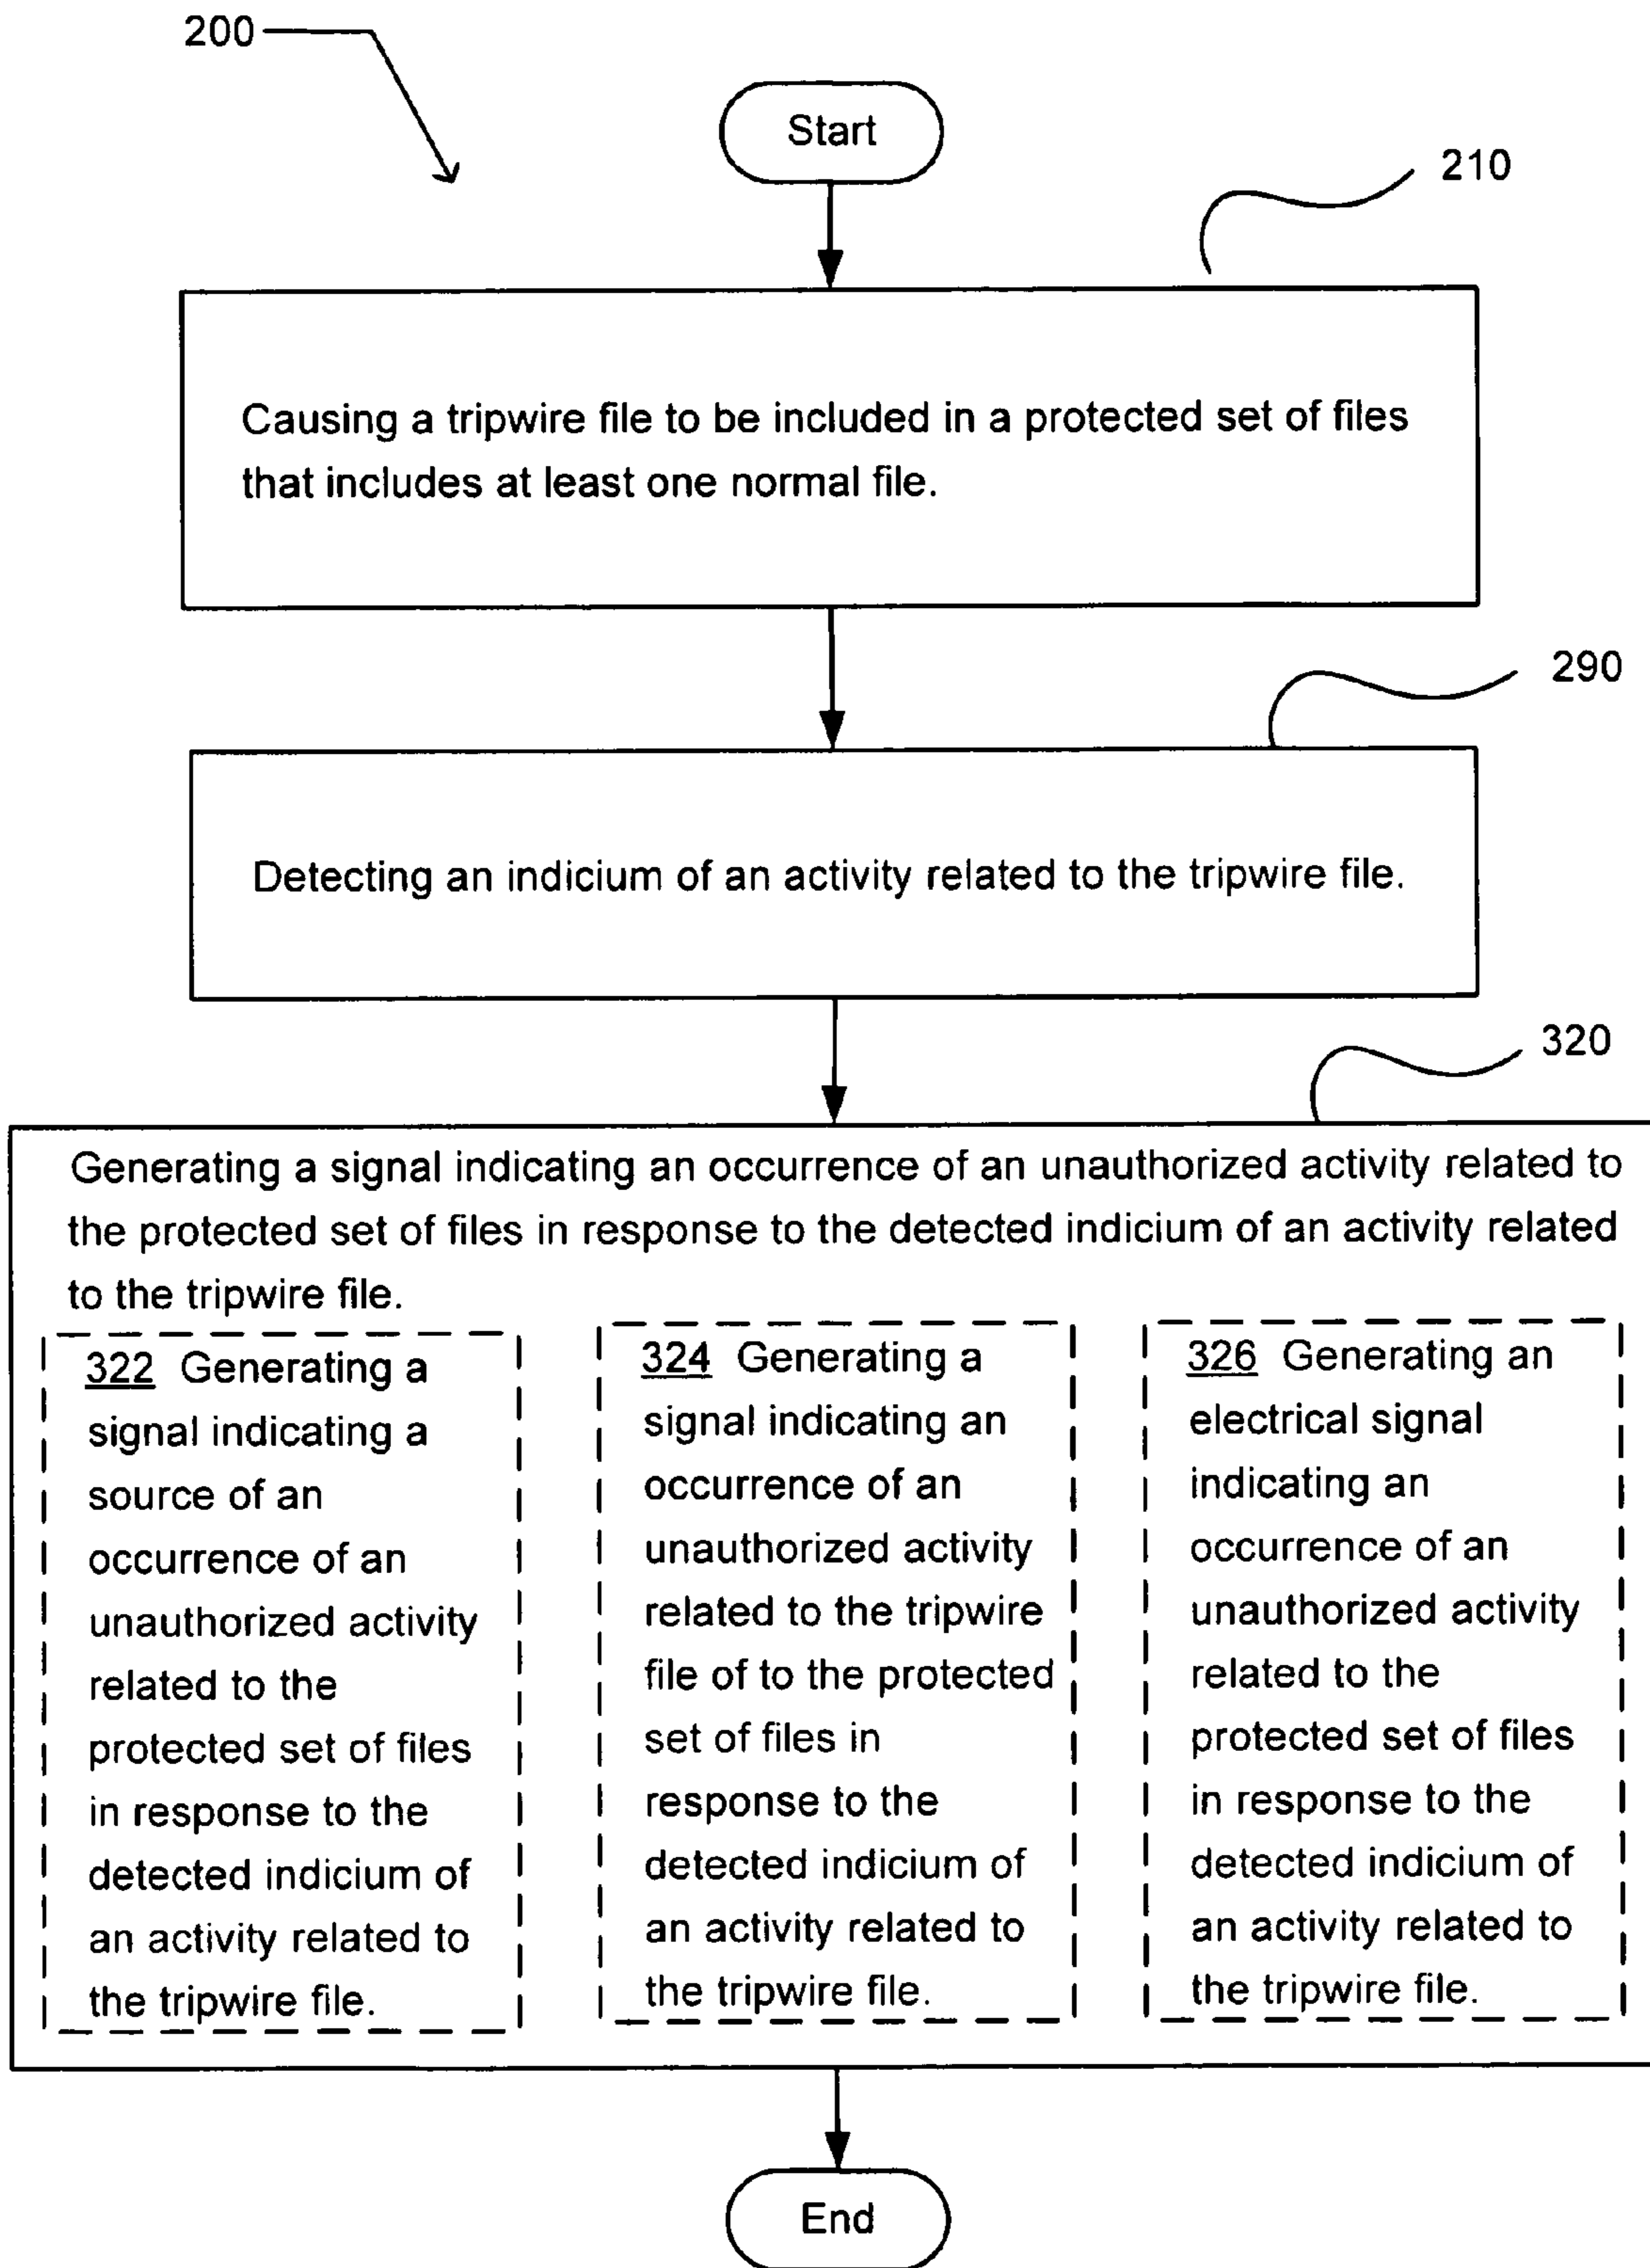 200
Start
210
Causing a tripwire file to be included in a protected set of files
that includes at least one normal file.
290
Detecting an indicium of an activity related to the tripwire file.
320
Generating a signal indicating an occurrence of an unauthorized activity related to
the protected set of files in response to the detected indicium of an activity related
to the tripwire file.
322 Generating a
signal indicating a
source of an
occurrence of an
unauthorized activity
related to the
protected set of files
in response to the
detected indicium of
an activity related to
the tripwire file.
324 Generating a
signal indicating an
occurrence of an
unauthorized activity
related to the tripwire
file of to the protected
set of files in
response to the
detected indicium of
an activity related to
the tripwire file.
326 Generating an
electrical signal
indicating an
occurrence of an
unauthorized activity
related to the
protected set of files
in response to the
detected indicium of
an activity related to
the tripwire file.
End